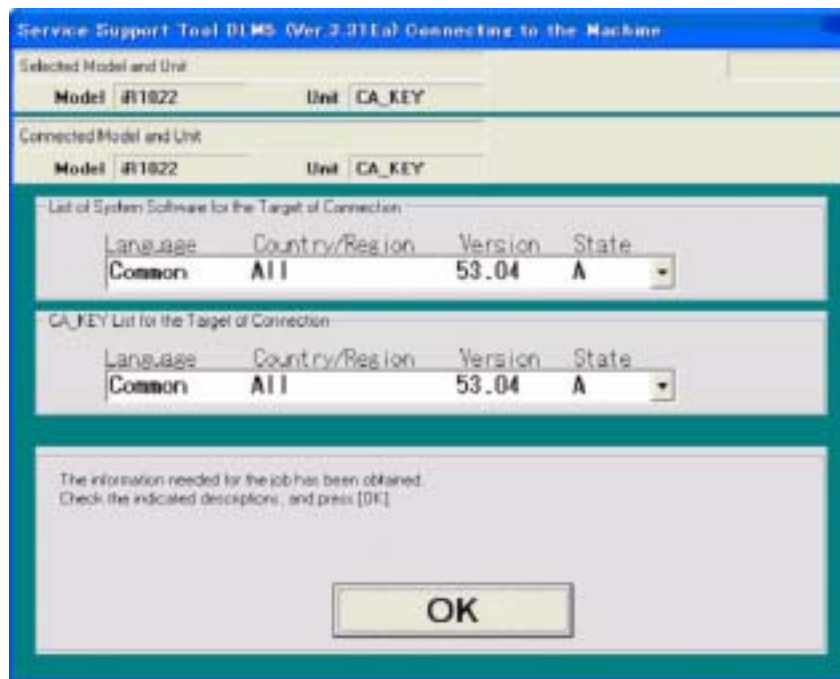 Service Support Tool DLM5 (Ver.3.31Ea) Connecting to the Machine
Selected Model and Unit
Model iR1022 Unit CA_KEY
Connected Model and Unit
Model iR1022 Unit CA_KEY
List of System Software for the Target of Connection
Language Country/Region Version State
Common All 53.04 A
CA_KEY List for the Target of Connection
Language Country/Region Version State
Common All 53.04 A
The information needed for the job has been obtained.
Check the indicated descriptions, and press [OK]
OK